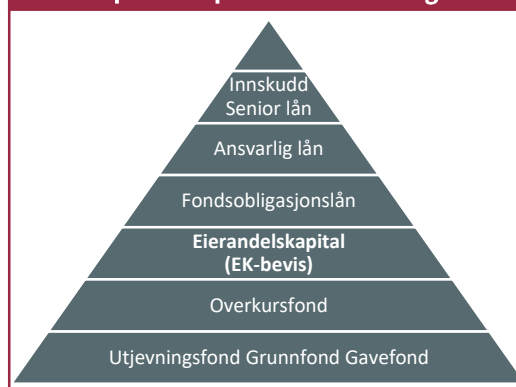 Innskudd
Senior lån
Ansvarlig lån
Fondsobligasjonslån
Eierandelskapital
(EK-bevis)
Overkursfond
Utjevningsfond Grunnfond Gavefond